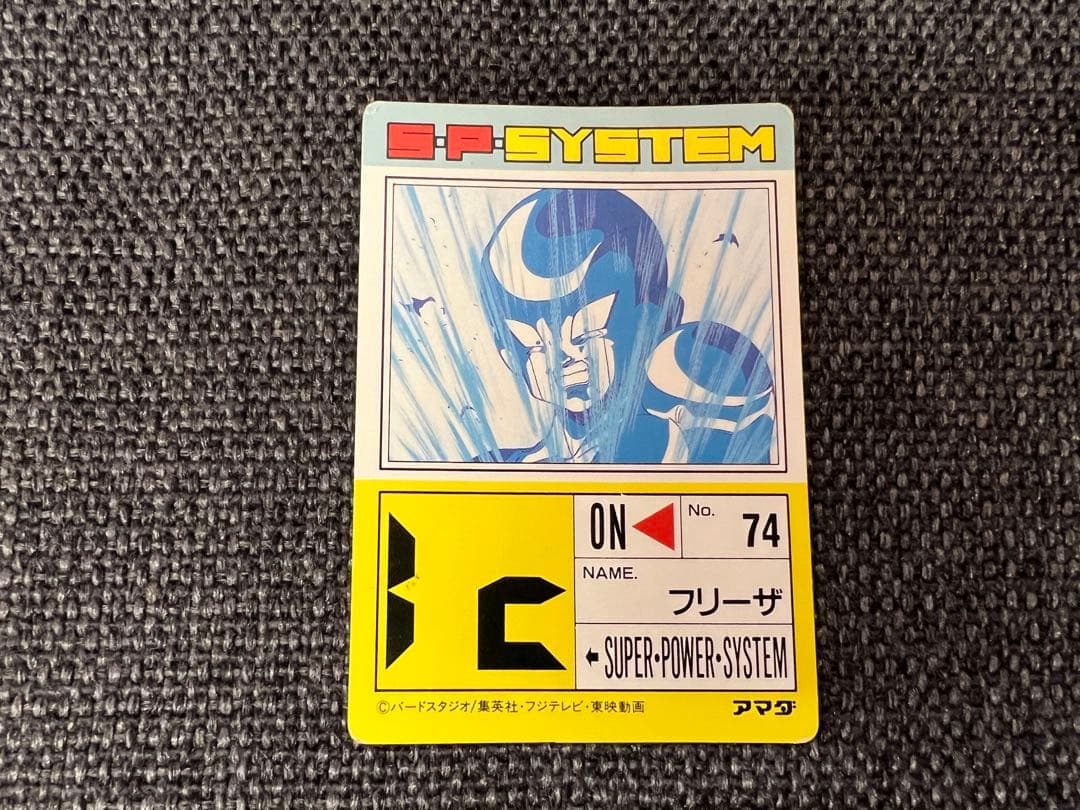 S·P·SYSTEM
ON
No. 74
NAME.
フリーザ
SUPER·POWER·SYSTEM
©バードスタジオ/集英社・フジテレビ・東映動画
アマダ